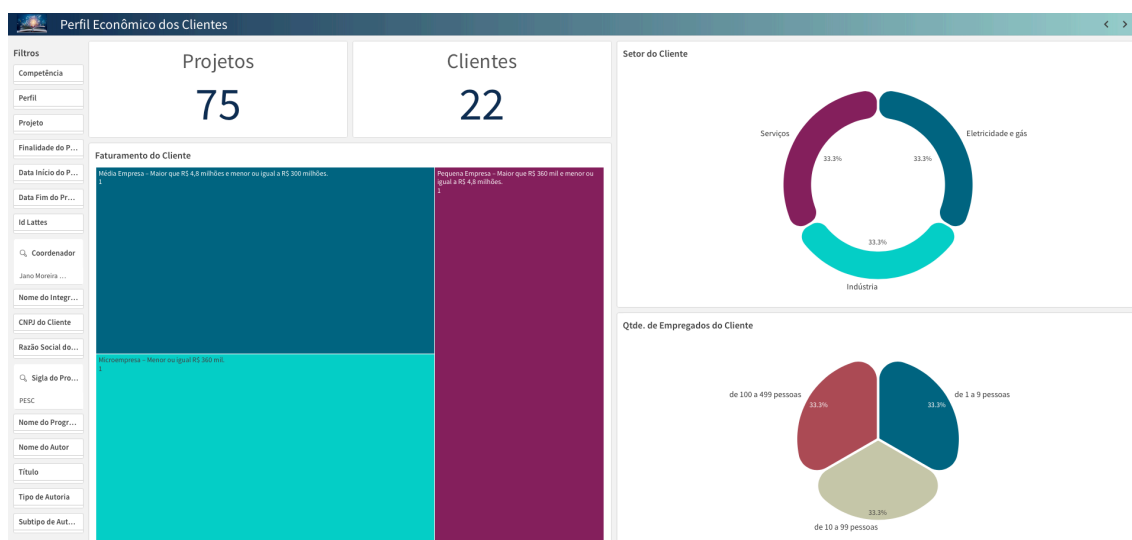 Perfil Econômico dos Clientes
Filtros
Competência
Perfil
Projeto
Finalidade do P...
Data Início do P...
Data Fim do Pr...
Id Lattes
Coordenador
Jano Moreira ...
Nome do Integr...
CNPJ do Cliente
Razão Social do...
Sigla do Pro...
PESC
Nome do Progr...
Nome do Autor
Título
Tipo de Autoria
Subtipo de Aut...
Projetos
75
Clientes
22
Faturamento do Cliente
Média Empresa – Maior que R$ 4,8 milhões e menor ou igual a R$ 300 milhões.
1
Pequena Empresa – Maior que R$ 360 mil e menor ou
igual a R$ 4,8 milhões.
1
Microempresa – Menor ou igual R$ 360 mil.
1
Setor do Cliente
Serviços
33.3%
33.3%
Eletricidade e gás
33.3%
Indústria
Qtde. de Empregados do Cliente
de 100 a 499 pessoas
33.3%
33.3%
de 1 a 9 pessoas
33.3%
de 10 a 99 pessoas